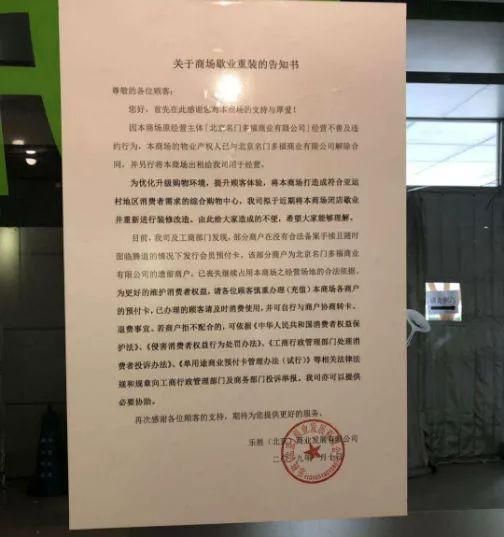 关于商场歇业重装的告知书
尊敬的各位顾客:
您好,首先在此感谢您对本商场的支持与厚爱!
因本商场原经营主体「北京名门多福商业有限公司」经营不善及违
约行为,本商场的物业产权人已与北京名门多福商业有限公司解除合
同,并另行将本商场出租给我司用于经营。
为优化升级购物环境,提升顾客体验,将本商场打造成符合亚运
村地区消费者需求的综合购物中心,我司拟于近期将本商场闭店歇业
并重新进行装修改造。由此给大家造成的不便,希望大家能够理解。
目前,我司及工商部门发现,部分商户在没有合法备案手续且随时
面临腾退的情况下发行会员预付卡,该部分商户为北京名门多福商业
有限公司的遗留商户,已丧失继续占用本商场之经营场地的合法依据,
为更好的维护消费者权益,请各位顾客慎重办理(充值)本商场各商户
的预付卡,已办理的顾客请及时消费使用,并可自行与商户协商转卡、
退费事宜。若商户拒不配合的,可依据《中华人民共和国消费者权益保
护法》、《侵害消费者权益行为处罚办法》、《工商行政管理部门处理消
费者投诉办法》、《单用途商业预付卡管理办法(试行)》等相关法律法
规和规章向工商行政管理部门及商务部门投诉举报。我司亦可以提供
必要协助。
再次感谢各位顾客的支持,期待为您提供更好的服务。
乐胜(北京)商业发展有限公司
二〇一九年 月十